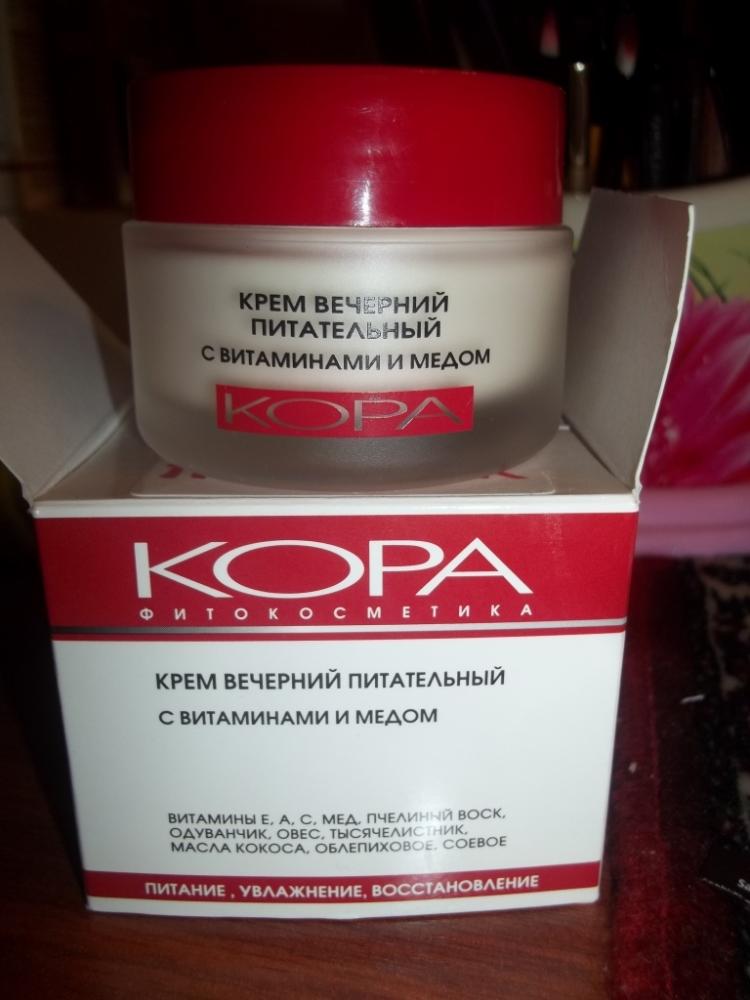 КРЕМ ВЕЧЕРНИЙ
ПИТАТЕЛЬНЫЙ
С ВИТАМИНАМИ И МЕДОМ
КОРА
КОРА
ФИТОКОСМЕТИКА
КРЕМ ВЕЧЕРНИЙ ПИТАТЕЛЬНЫЙ
С ВИТАМИНАМИ И МЕДОМ
ВИТАМИНЫ Е, А, С, МЕД, ПЧЕЛИНЫЙ ВОСК,
ОДУВАНЧИК, ОВЕС, ТЫСЯЧЕЛИСТНИК,
МАСЛА КОКОСА, ОБЛЕПИХОВОЕ, СОЕВОЕ
ПИТАНИЕ , УВЛАЖНЕНИЕ, ВОССТАНОВЛЕНИЕ